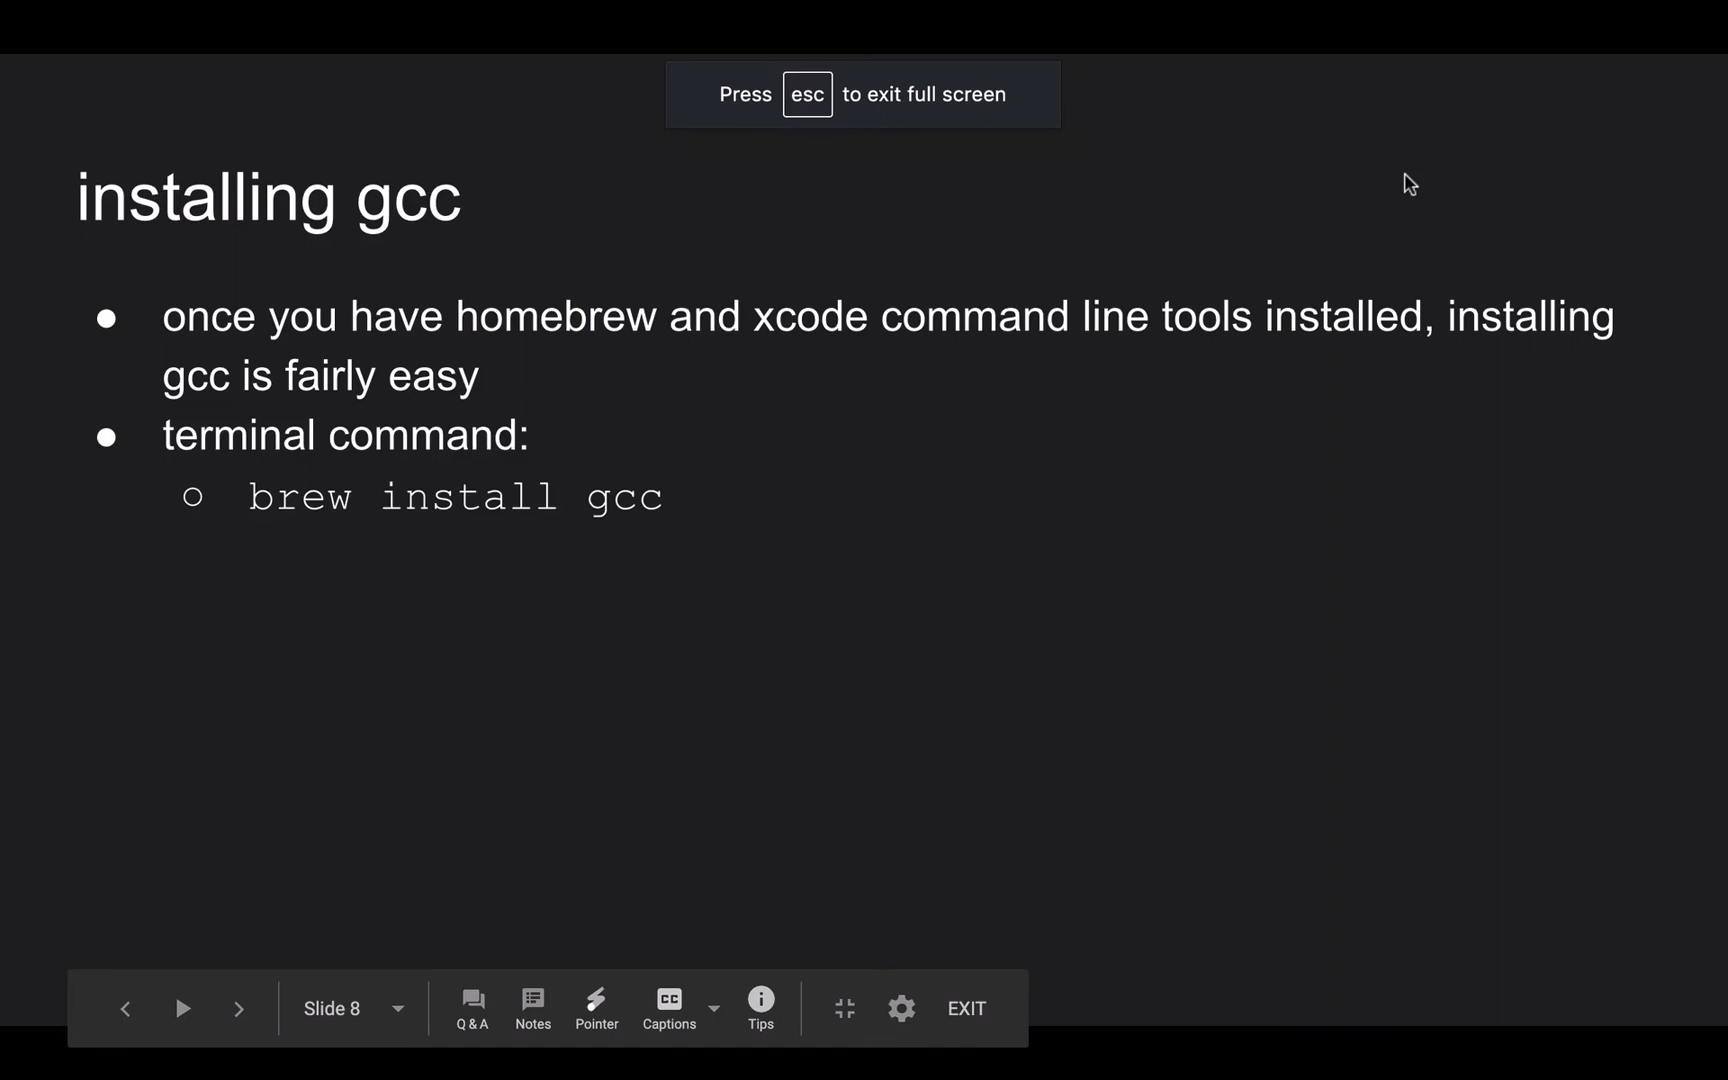 Press esc to exit full screen
installing gcc
● once you have homebrew and xcode command line tools installed, installing
gcc is fairly easy
● terminal command:
○ brew install gcc
Slide 8
Q & A
Notes
Pointer
CC
Captions
Tips
EXIT